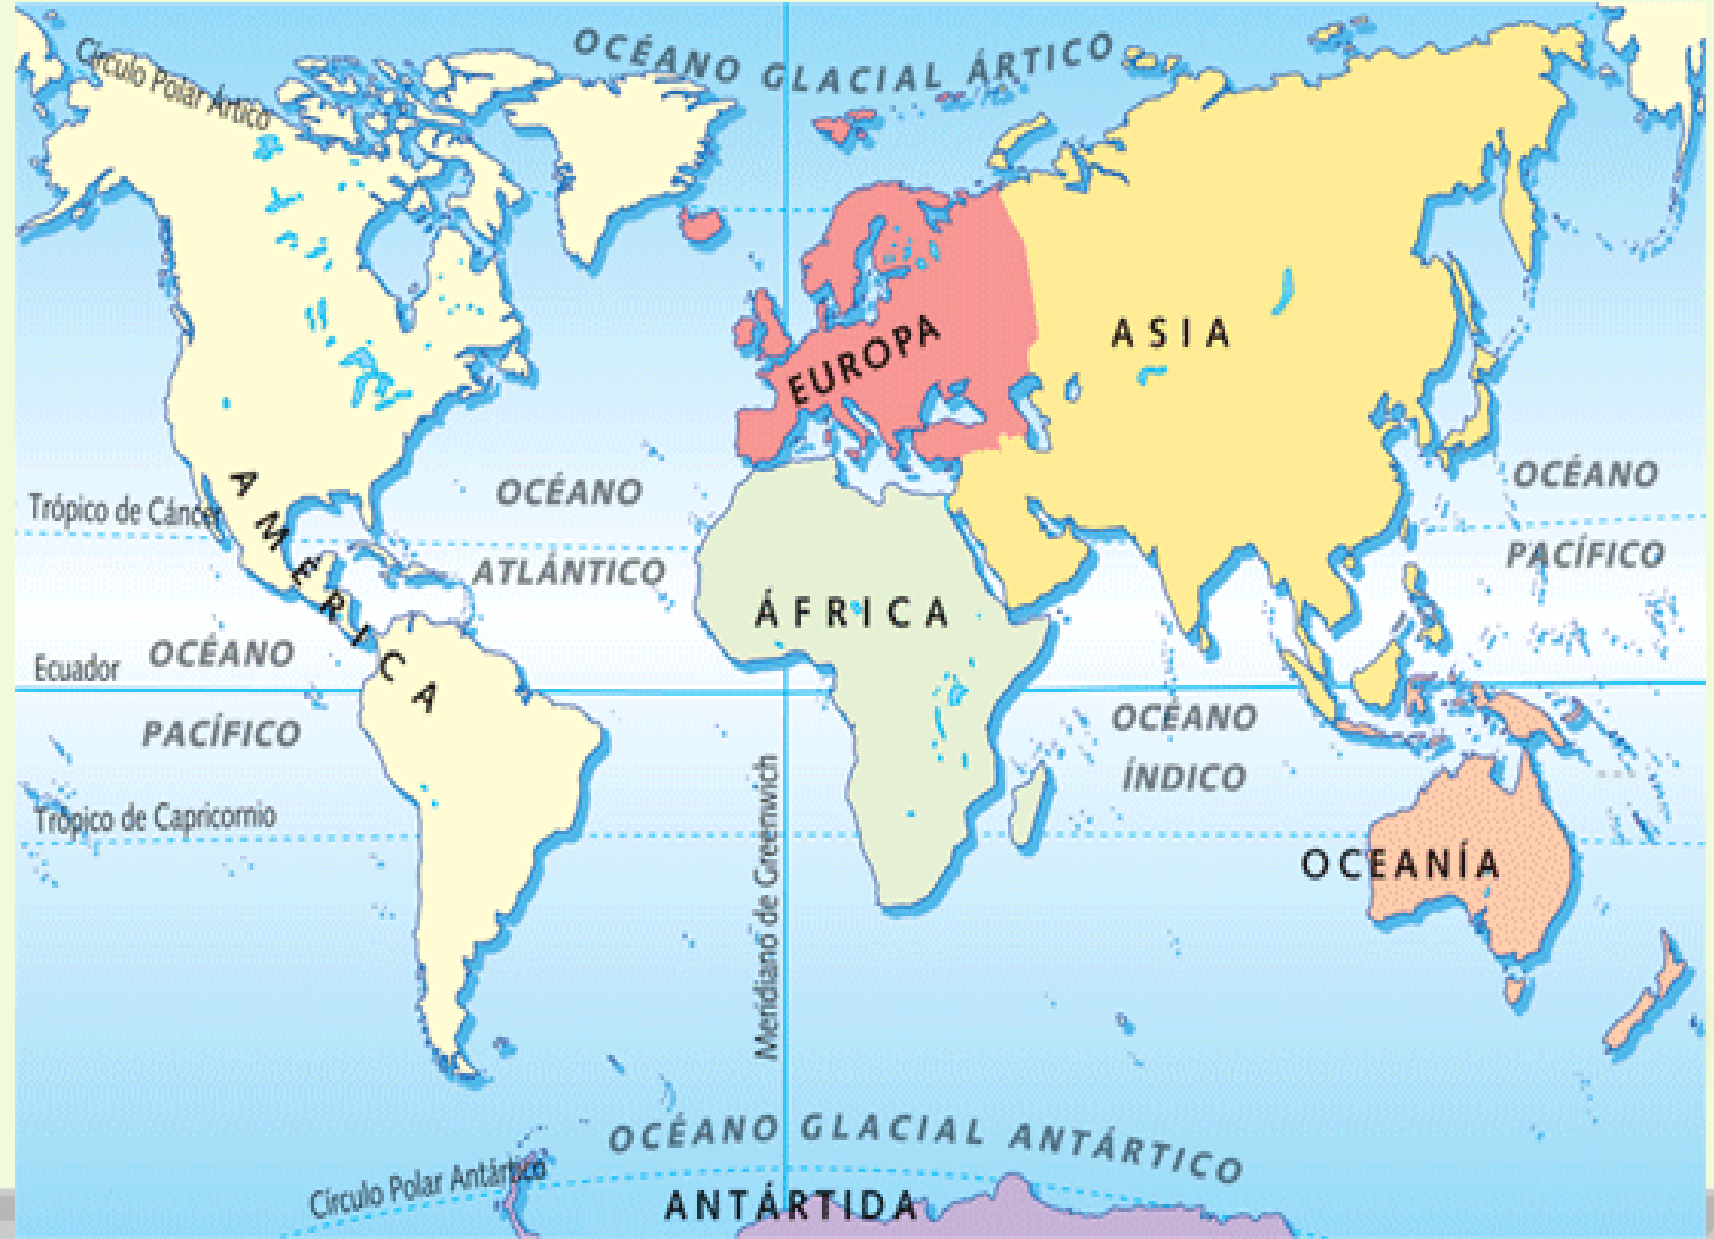 OCÉANO GLACIAL ÁRTICO
Círculo Polar Ártico
EUROPA
ASIA
AMÉRICA
OCÉANO
ATLÁNTICO
OCÉANO
PACÍFICO
Trópico de Cáncer
ÁFRICA
Ecuador
OCÉANO
PACÍFICO
OCÉANO
ÍNDICO
Trópico de Capricornio
Meridiano de Greenwich
OCEANÍA
OCÉANO GLACIAL ANTÁRTICO
Círculo Polar Antártico
ANTÁRTIDA